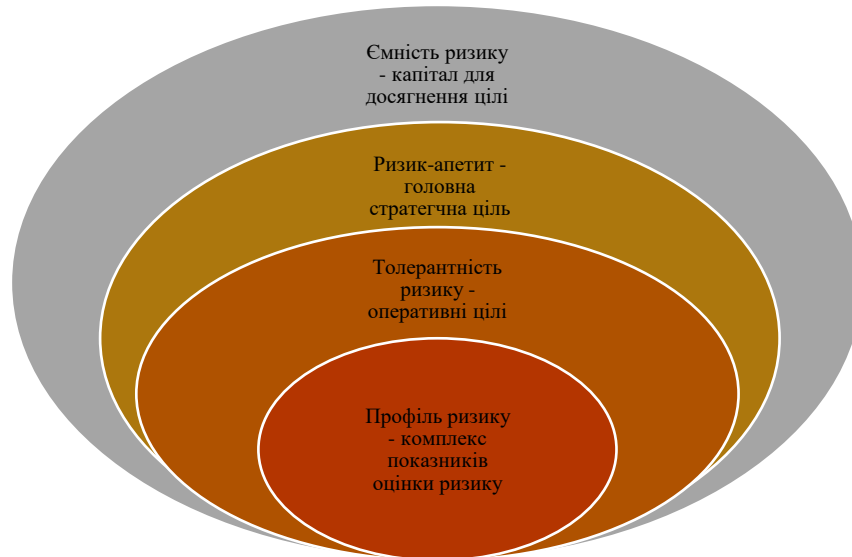 Ємність ризику
- капітал для
досягнення цілі
Ризик-апетит -
головна
стратегчна ціль
Толерантність
ризику -
оперативні цілі
Профіль ризику
- комплекс
показників
оцінки ризику